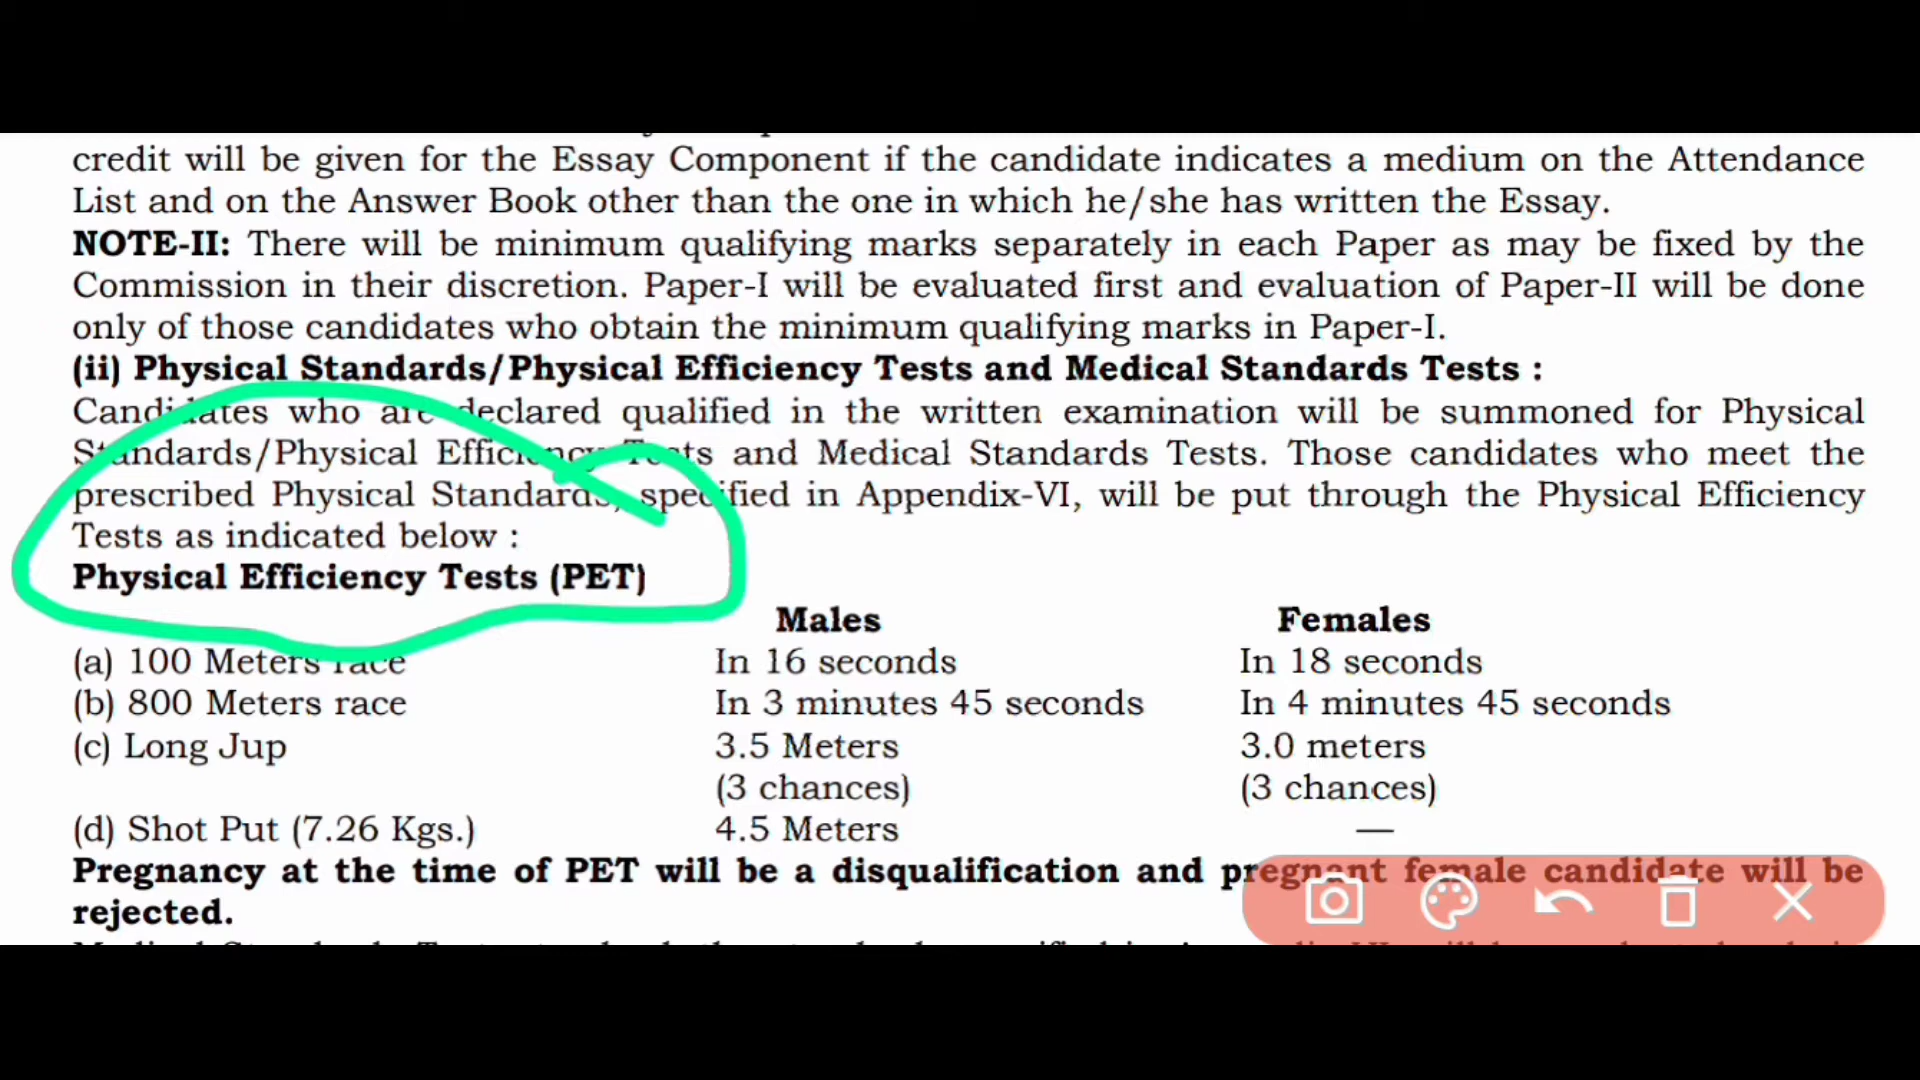 credit will be given for the Essay Component if the candidate indicates a medium on the Attendance
List and on the Answer Book other than the one in which he/she has written the Essay.
NOTE-II: There will be minimum qualifying marks separately in each Paper as may be fixed by the
Commission in their discretion. Paper-I will be evaluated first and evaluation of Paper-II will be done
only of those candidates who obtain the minimum qualifying marks in Paper-I.
(ii) Physical Standards/Physical Efficiency Tests and Medical Standards Tests :
Candidates who are declared qualified in the written examination will be summoned for Physical
Standards/Physical Efficiency Tests and Medical Standards Tests. Those candidates who meet the
prescribed Physical Standards, specified in Appendix-VI, will be put through the Physical Efficiency
Tests as indicated below :
Physical Efficiency Tests (PET)
Males Females
(a) 100 Meters race In 16 seconds In 18 seconds
(b) 800 Meters race In 3 minutes 45 seconds In 4 minutes 45 seconds
(c) Long Jup 3.5 Meters 3.0 meters
(3 chances) (3 chances)
(d) Shot Put (7.26 Kgs.) 4.5 Meters —
Pregnancy at the time of PET will be a disqualification and pregnant female candidate will be
rejected.